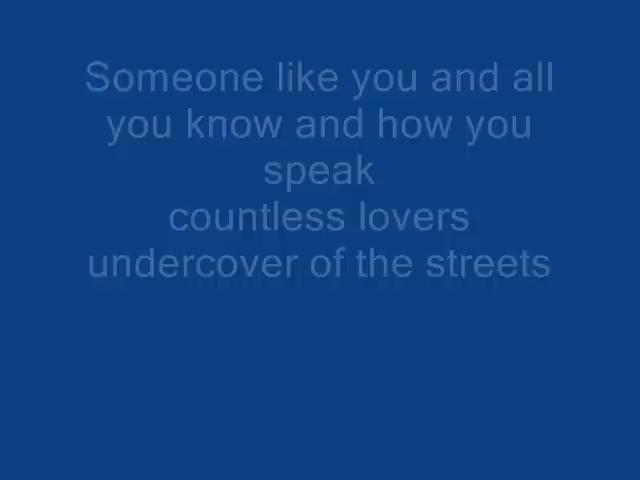 Someone like you and all
you know and how you
speak
countless lovers
undercover of the streets